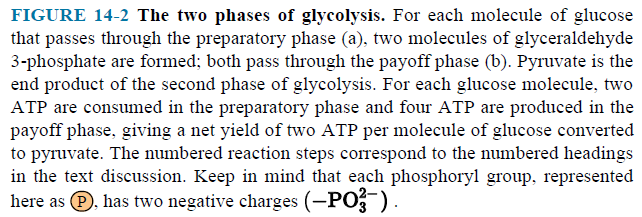 FIGURE 14-2 The two phases of glycolysis. For each molecule of glucose
that passes through the preparatory phase (a), two molecules of glyceraldehyde
3-phosphate are formed; both pass through the payoff phase (b). Pyruvate is the
end product of the second phase of glycolysis. For each glucose molecule, two
ATP are consumed in the preparatory phase and four ATP are produced in the
payoff phase, giving a net yield of two ATP per molecule of glucose converted
to pyruvate. The numbered reaction steps correspond to the numbered headings
in the text discussion. Keep in mind that each phosphoryl group, represented
here as Ⓟ, has two negative charges (−PO₃²⁻).